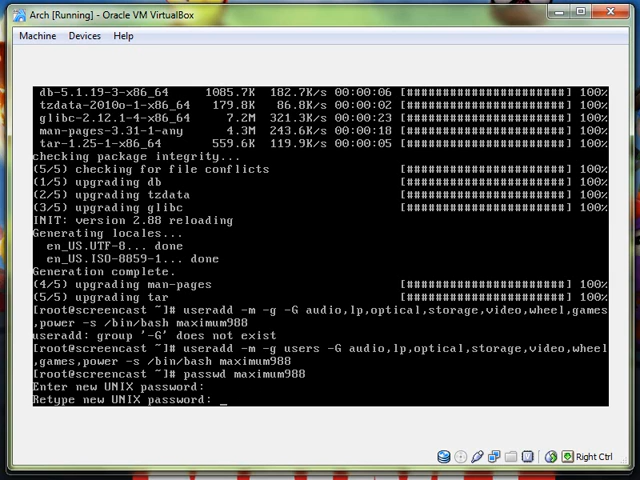 Arch [Running] - Oracle VM VirtualBox
Machine Devices Help
db-5.1.19-3-x86_64 1085.7K 182.7K/s 00:00:06 [######################] 100%
tzdata-2010o-1-x86_64 179.8K 86.8K/s 00:00:02 [######################] 100%
glibc-2.12.1-4-x86_64 7.2M 321.3K/s 00:00:23 [######################] 100%
man-pages-3.31-1-any 4.3M 243.6K/s 00:00:18 [######################] 100%
tar-1.25-1-x86_64 559.6K 119.9K/s 00:00:05 [######################] 100%
checking package integrity...
(5/5) checking for file conflicts [######################] 100%
(1/5) upgrading db [######################] 100%
(2/5) upgrading tzdata [######################] 100%
(3/5) upgrading glibc [######################] 100%
INIT: version 2.88 reloading
Generating locales...
en_US.UTF-8... done
en_US.ISO-8859-1... done
Generation complete.
(4/5) upgrading man-pages [######################] 100%
(5/5) upgrading tar [######################] 100%
[root@screencast ~]# useradd -m -g -G audio,lp,optical,storage,video,wheel,games
,power -s /bin/bash maximum988
useradd: group '-G' does not exist
[root@screencast ~]# useradd -m -g users -G audio,lp,optical,storage,video,wheel
,games,power -s /bin/bash maximum988
[root@screencast ~]# passwd maximum988
Enter new UNIX password:
Retype new UNIX password: _
Right Ctrl